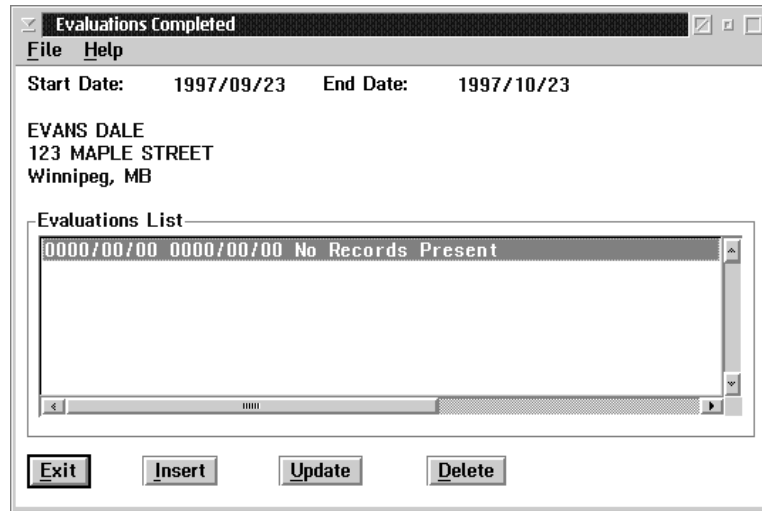 Evaluations Completed
File Help
Start Date: 1997/09/23 End Date: 1997/10/23
EVANS DALE
123 MAPLE STREET
Winnipeg, MB
Evaluations List
0000/00/00 0000/00/00 No Records Present
Exit Insert Update Delete